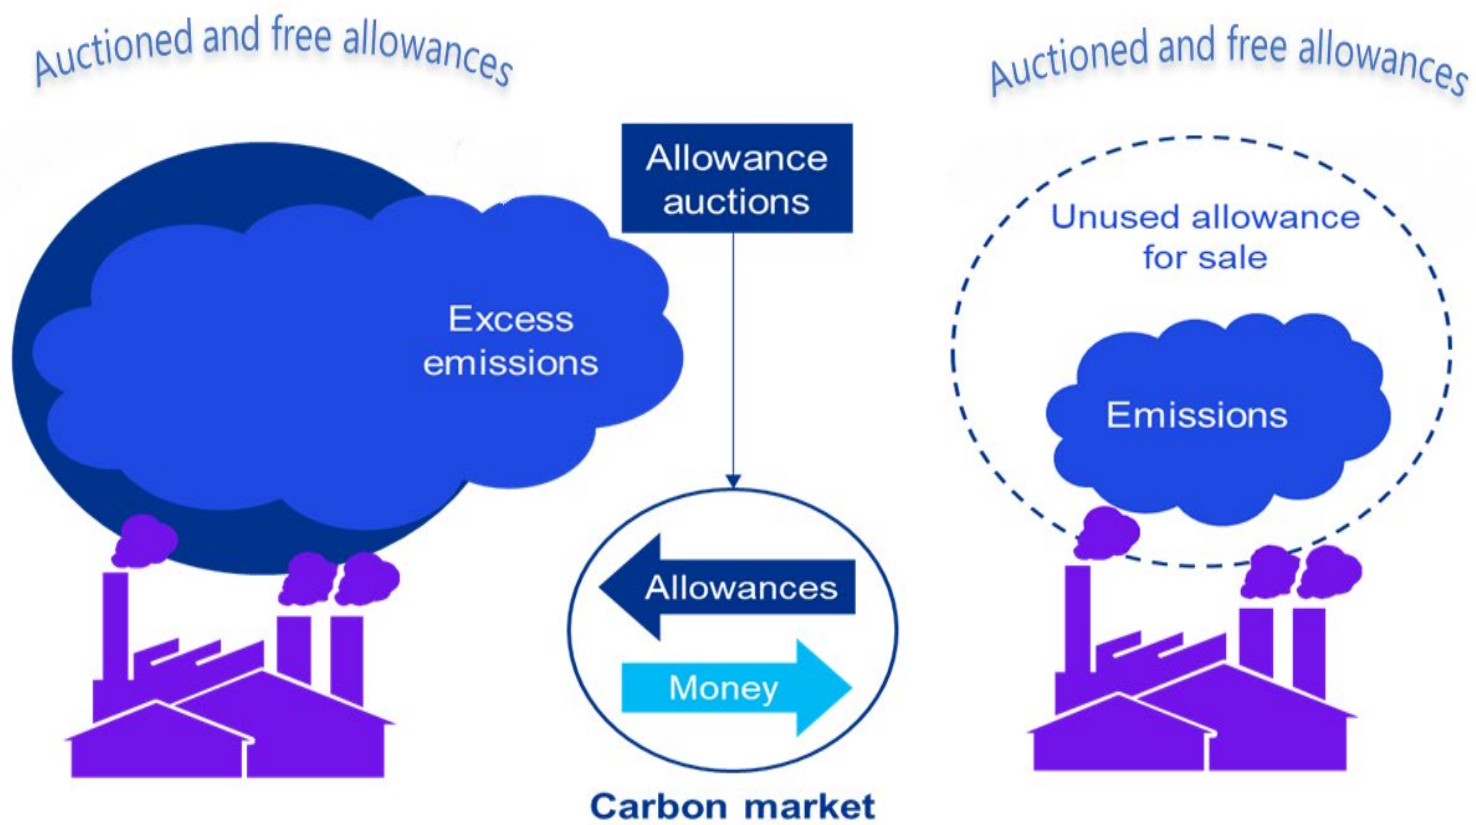 Auctioned and free allowances
Auctioned and free allowances
Allowance
auctions
Unused allowance
for sale
Excess
emissions
Emissions
Allowances
Money
Carbon market